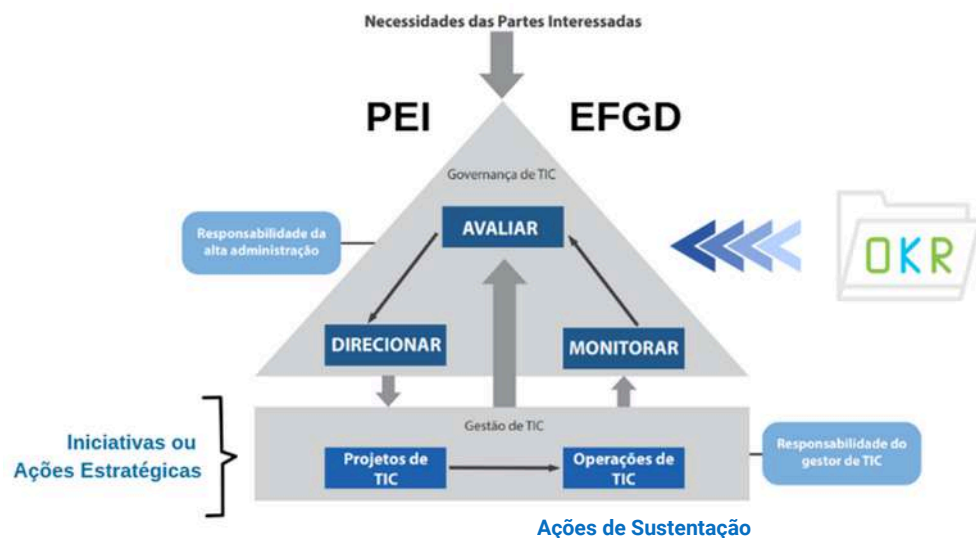 Necessidades das Partes Interessadas
PEI
EFGD
Governança de TIC
AVALIAR
Responsabilidade da
alta administração
OKR
DIRECIONAR
MONITORAR
Gestão de TIC
Iniciativas ou
Ações Estratégicas
Projetos de
TIC
Operações de
TIC
Responsabilidade do
gestor de TIC
Ações de Sustentação